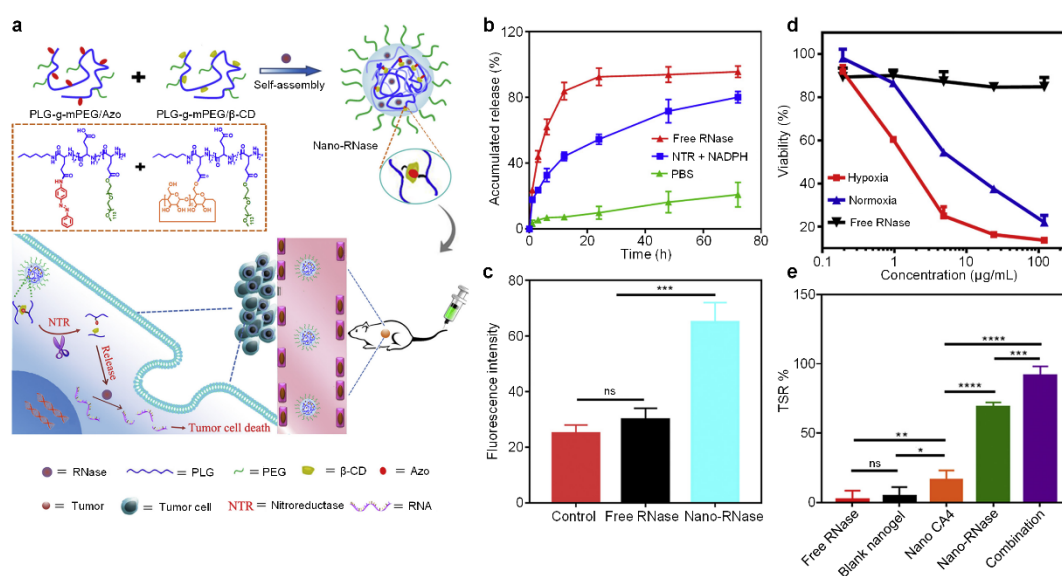 a
PLG-g-mPEG/Azo
+
PLG-g-mPEG/β-CD
Self-assembly
Nano-RNase
+
NTR
Release
Tumor cell death
= RNase
= PLG
= PEG
= β-CD
= Azo
= Tumor
= Tumor cell
NTR = Nitroreductase
= RNA
b
Accumulated release (%)
120
80
40
0
Free RNase
NTR + NADPH
PBS
0 20 40 60 80
Time (h)
c
Fluorescence intensity
80
60
40
20
0
ns
***
Control Free RNase Nano-RNase
d
Viability (%)
100
80
60
40
20
Hypoxia
Normoxia
Free RNase
0.1 1 10 100
Concentration (µg/mL)
e
TSR %
150
100
50
0
ns
**
*
****
****
***
Free RNase
Blank nanogel
Nano CA4
Nano-RNase
Combination